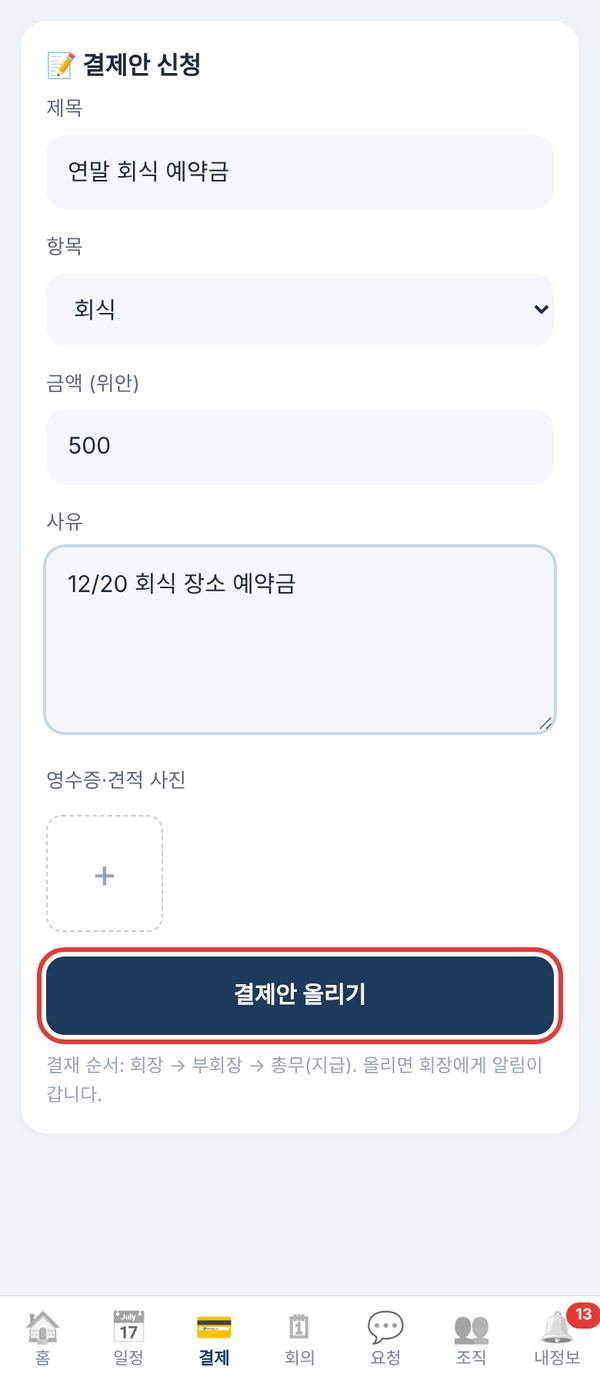 📝 결제안 신청
제목
연말 회식 예약금
항목
회식
금액 (위안)
500
사유
12/20 회식 장소 예약금
영수증·견적 사진
+
결제안 올리기
결재 순서: 회장 → 부회장 → 총무(지급). 올리면 회장에게 알림이
갑니다.
July
17
13
홈
일정
결제
회의
요청
조직
내정보